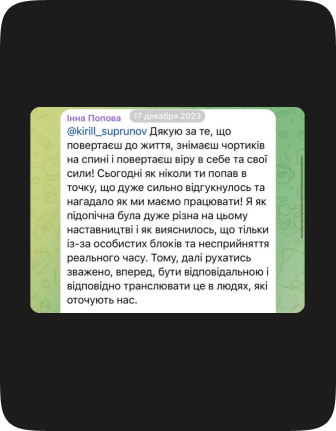 Інна Попова
17 декабря 2023
@kirill_suprunov Дякую за те, що
повертаєш до життя, знімаєм чортиків
на спині і повертаєш віру в себе та свої
сили! Сьогодні як ніколи ти попав в
точку, що дуже сильно відгукнулось та
нагадало як ми маємо працювати! Я як
підопічна була дуже різна на цьому
наставництві і як вияснилось, що тільки
із-за особистих блоків та несприйняття
реального часу. Тому, далі рухатись
зважено, вперед, бути відповідальною і
відповідно транслювати це в людях, які
оточують нас.